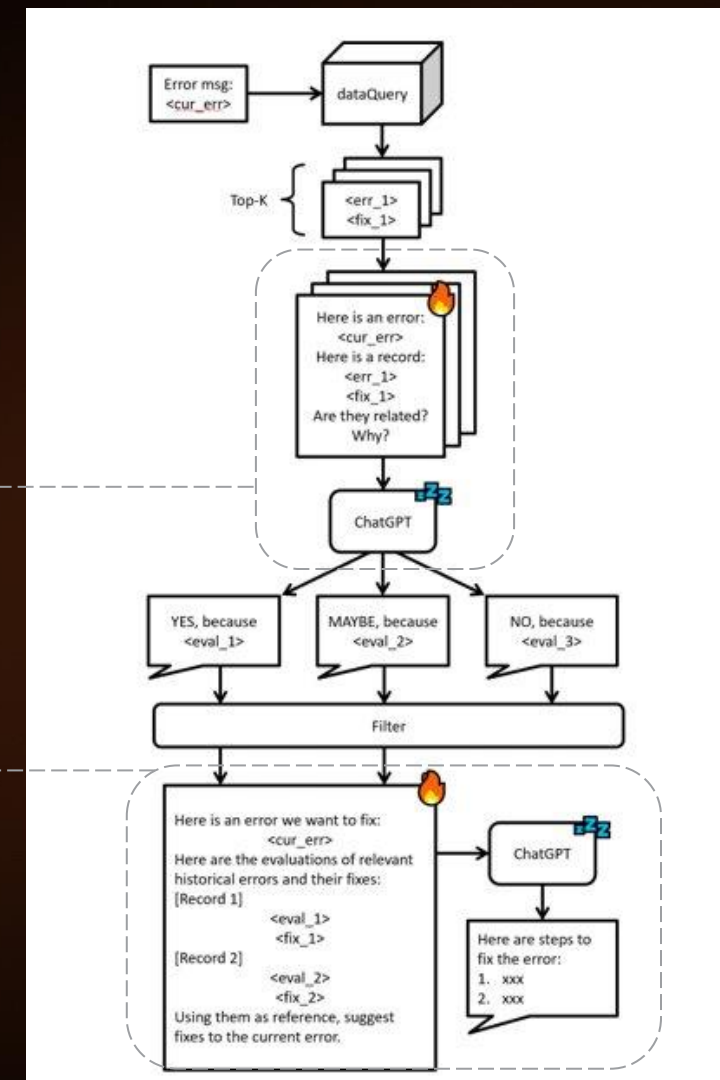 Error msg:
<cur_err>
dataQuery
Top-K
<err_1>
<fix_1>
Here is an error:
<cur_err>
Here is a record:
<err_1>
<fix_1>
Are they related?
Why?
zZZ
ChatGPT
YES, because
<eval_1>
MAYBE, because
<eval_2>
NO, because
<eval_3>
Filter
Here is an error we want to fix:
<cur_err>
Here are the evaluations of relevant
historical errors and their fixes:
[Record 1]
<eval_1>
<fix_1>
[Record 2]
<eval_2>
<fix_2>
Using them as reference, suggest
fixes to the current error.
zZZ
ChatGPT
Here are steps to
fix the error:
1. xxx
2. xxx